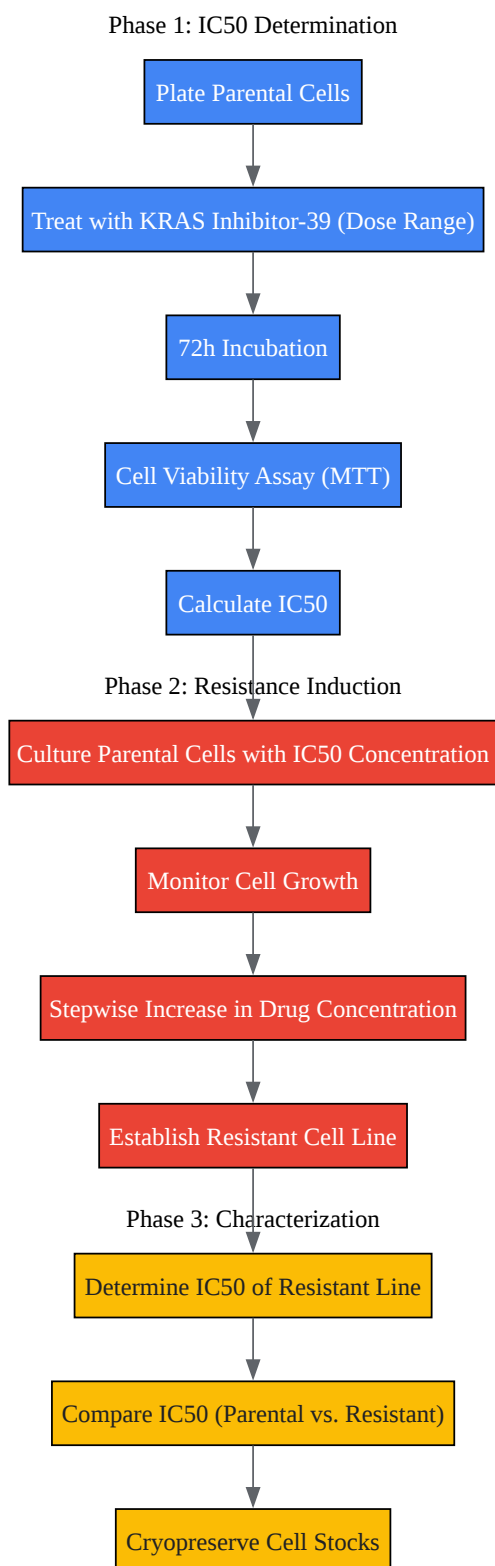 Phase 1: IC50 Determination
Plate Parental Cells
Treat with KRAS Inhibitor-39 (Dose Range)
72h Incubation
Cell Viability Assay (MTT)
Calculate IC50
Phase 2: Resistance Induction
Culture Parental Cells with IC50 Concentration
Monitor Cell Growth
Stepwise Increase in Drug Concentration
Establish Resistant Cell Line
Phase 3: Characterization
Determine IC50 of Resistant Line
Compare IC50 (Parental vs. Resistant)
Cryopreserve Cell Stocks